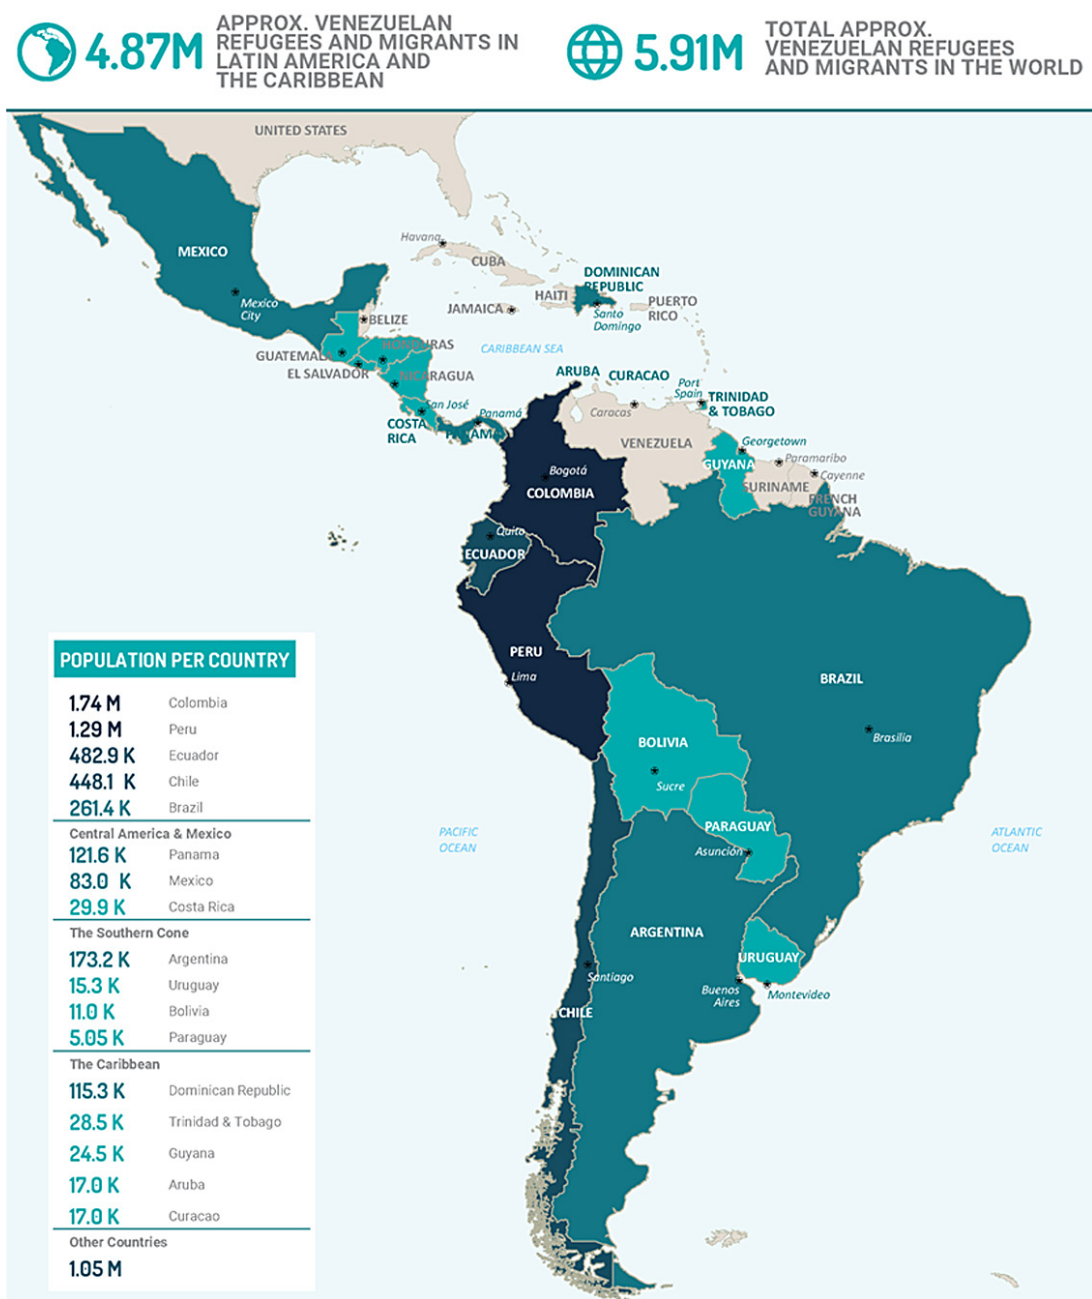 4.87M
APPROX. VENEZUELAN
REFUGEES AND MIGRANTS IN
LATIN AMERICA AND
THE CARIBBEAN
5.91M
TOTAL APPROX.
VENEZUELAN REFUGEES
AND MIGRANTS IN THE WORLD
UNITED STATES
MEXICO
Mexico
City
Havana
CUBA
DOMINICAN
REPUBLIC
HAITI
JAMAICA
Santo
Domingo
PUERTO
RICO
BELIZE
GUATEMALA
HONDURAS
EL SALVADOR
NICARAGUA
CARIBBEAN SEA
ARUBA
CURACAO
Port
Spain
TRINIDAD
& TOBAGO
San José
Panamá
COSTA
RICA
PANAMA
Caracas
VENEZUELA
Georgetown
GUYANA
Paramaribo
SURINAME
Cayenne
FRENCH
GUYANA
Bogotá
COLOMBIA
Quito
ECUADOR
PERU
Lima
BRAZIL
Brasília
BOLIVIA
Sucre
PARAGUAY
Asunción
PACIFIC
OCEAN
ATLANTIC
OCEAN
ARGENTINA
URUGUAY
Santiago
Buenos
Aires
Montevideo
CHILE
POPULATION PER COUNTRY
1.74 M Colombia
1.29 M Peru
482.9 K Ecuador
448.1 K Chile
261.4 K Brazil
Central America & Mexico
121.6 K Panama
83.0 K Mexico
29.9 K Costa Rica
The Southern Cone
173.2 K Argentina
15.3 K Uruguay
11.0 K Bolivia
5.05 K Paraguay
The Caribbean
115.3 K Dominican Republic
28.5 K Trinidad & Tobago
24.5 K Guyana
17.0 K Aruba
17.0 K Curacao
Other Countries
1.05 M